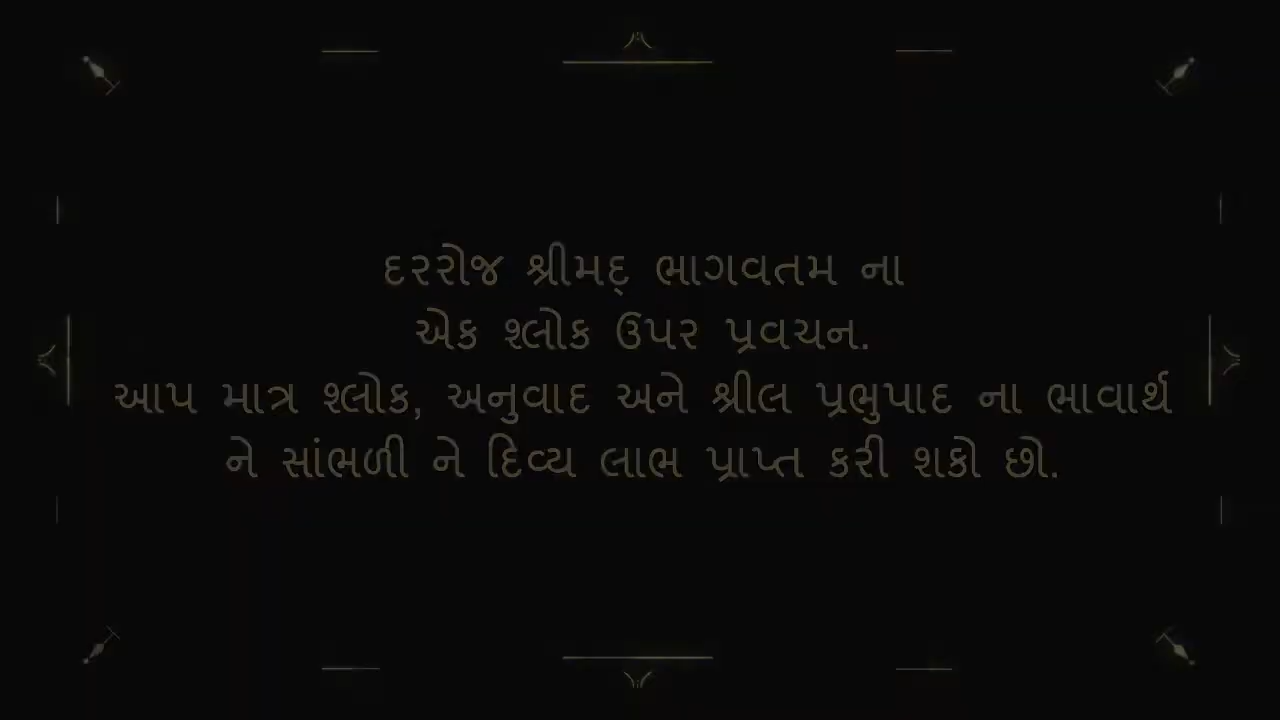 દરરોજ શ્રીમદ્ ભાગવતમ ના
એક શ્લોક ઉપર પ્રવચન.
આપ માત્ર શ્લોક, અનુવાદ અને શ્રીલ પ્રભુપાદ ના ભાવાર્થ
ને સાંભળી ને દિવ્ય લાભ પ્રાપ્ત કરી શકો છો.